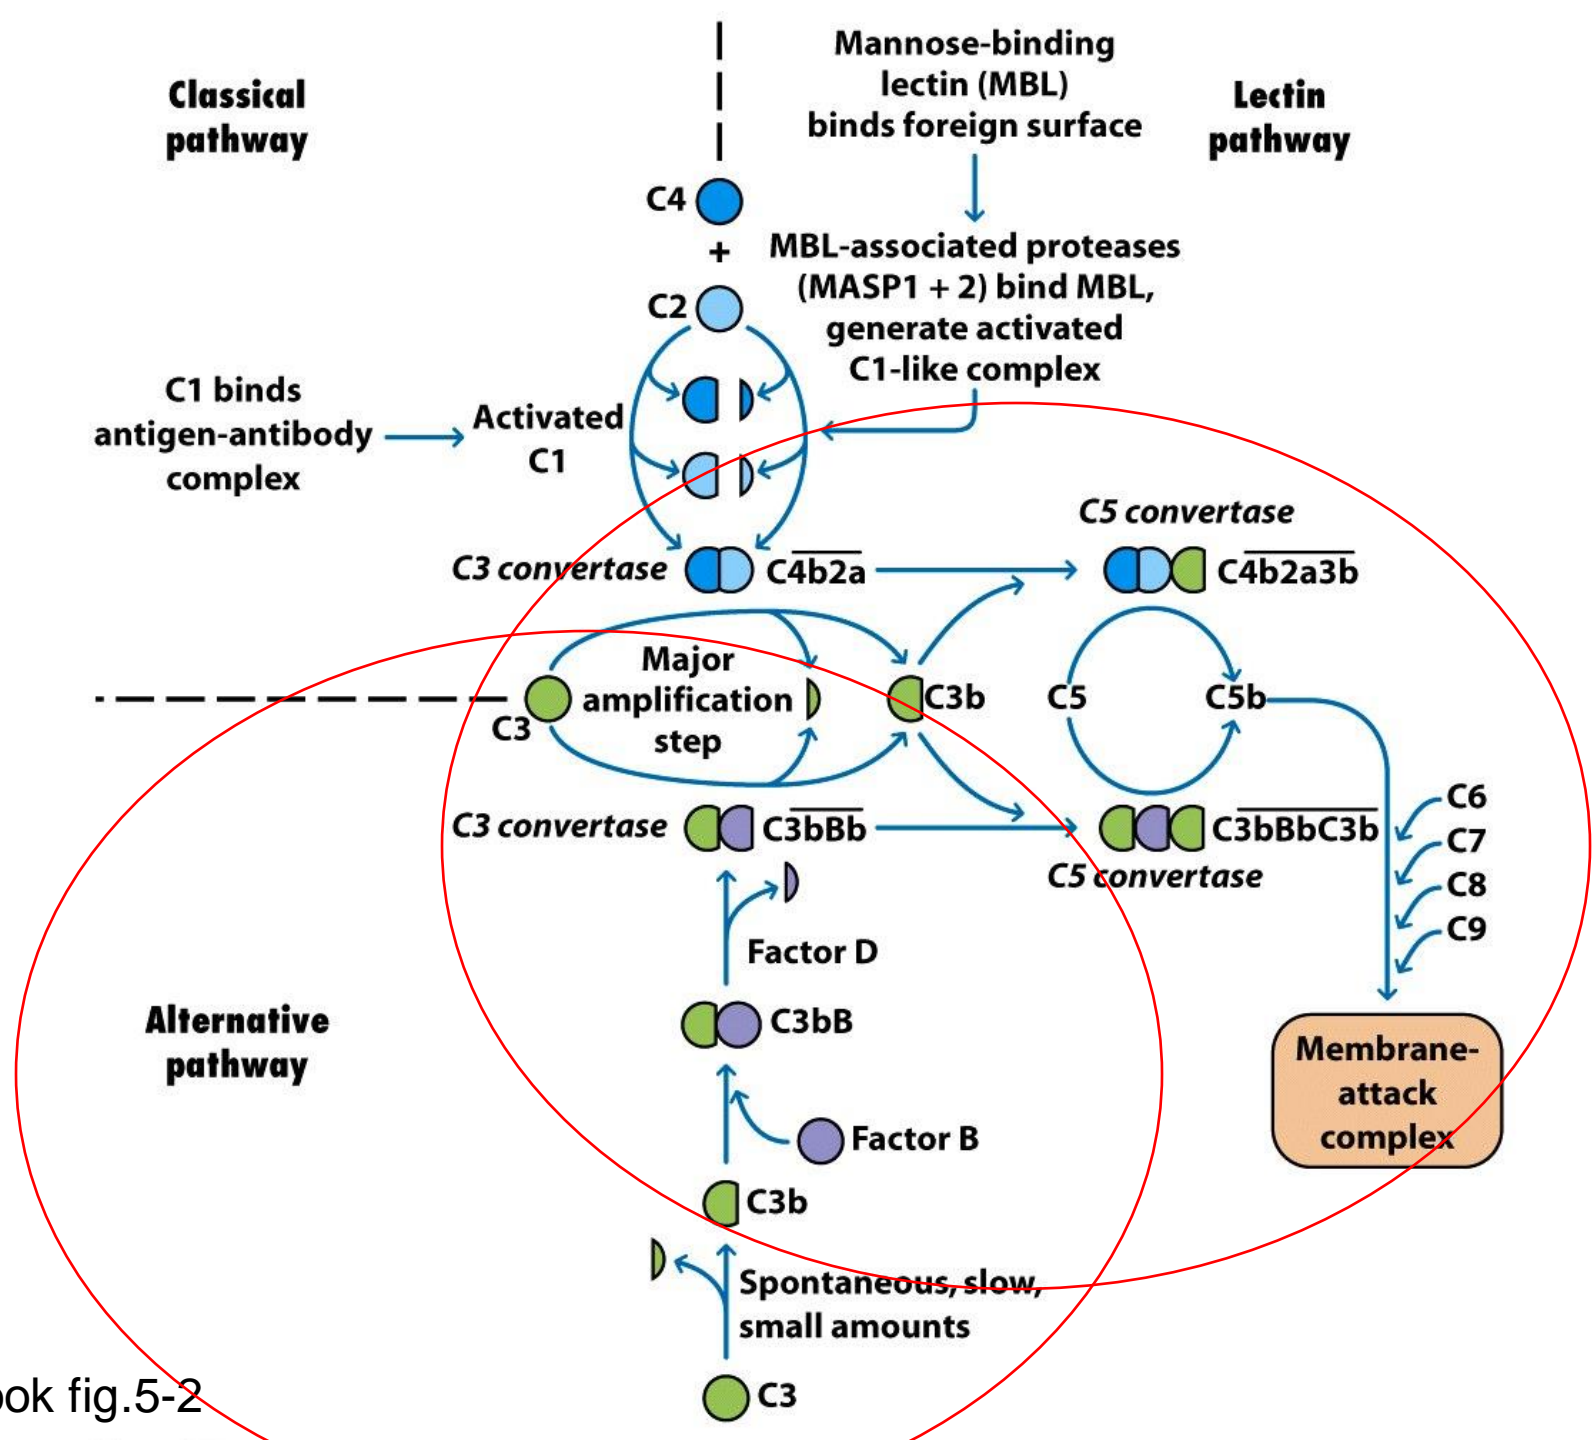 Classical
pathway
Mannose-binding
lectin (MBL)
binds foreign surface
Lectin
pathway
C4
+
C2
MBL-associated proteases
(MASP1 + 2) bind MBL,
generate activated
C1-like complex
C1 binds
antigen-antibody
complex
Activated
C1
C3 convertase
C4b2a
C5 convertase
C4b2a3b
C3
Major
amplification
step
C3b
C5
C5b
C3 convertase
C3bBb
C3bBbC3b
C5 convertase
C6
C7
C8
C9
Factor D
Alternative
pathway
C3bB
Membrane-
attack
complex
Factor B
C3b
Spontaneous, slow,
small amounts
C3
fig.5-2